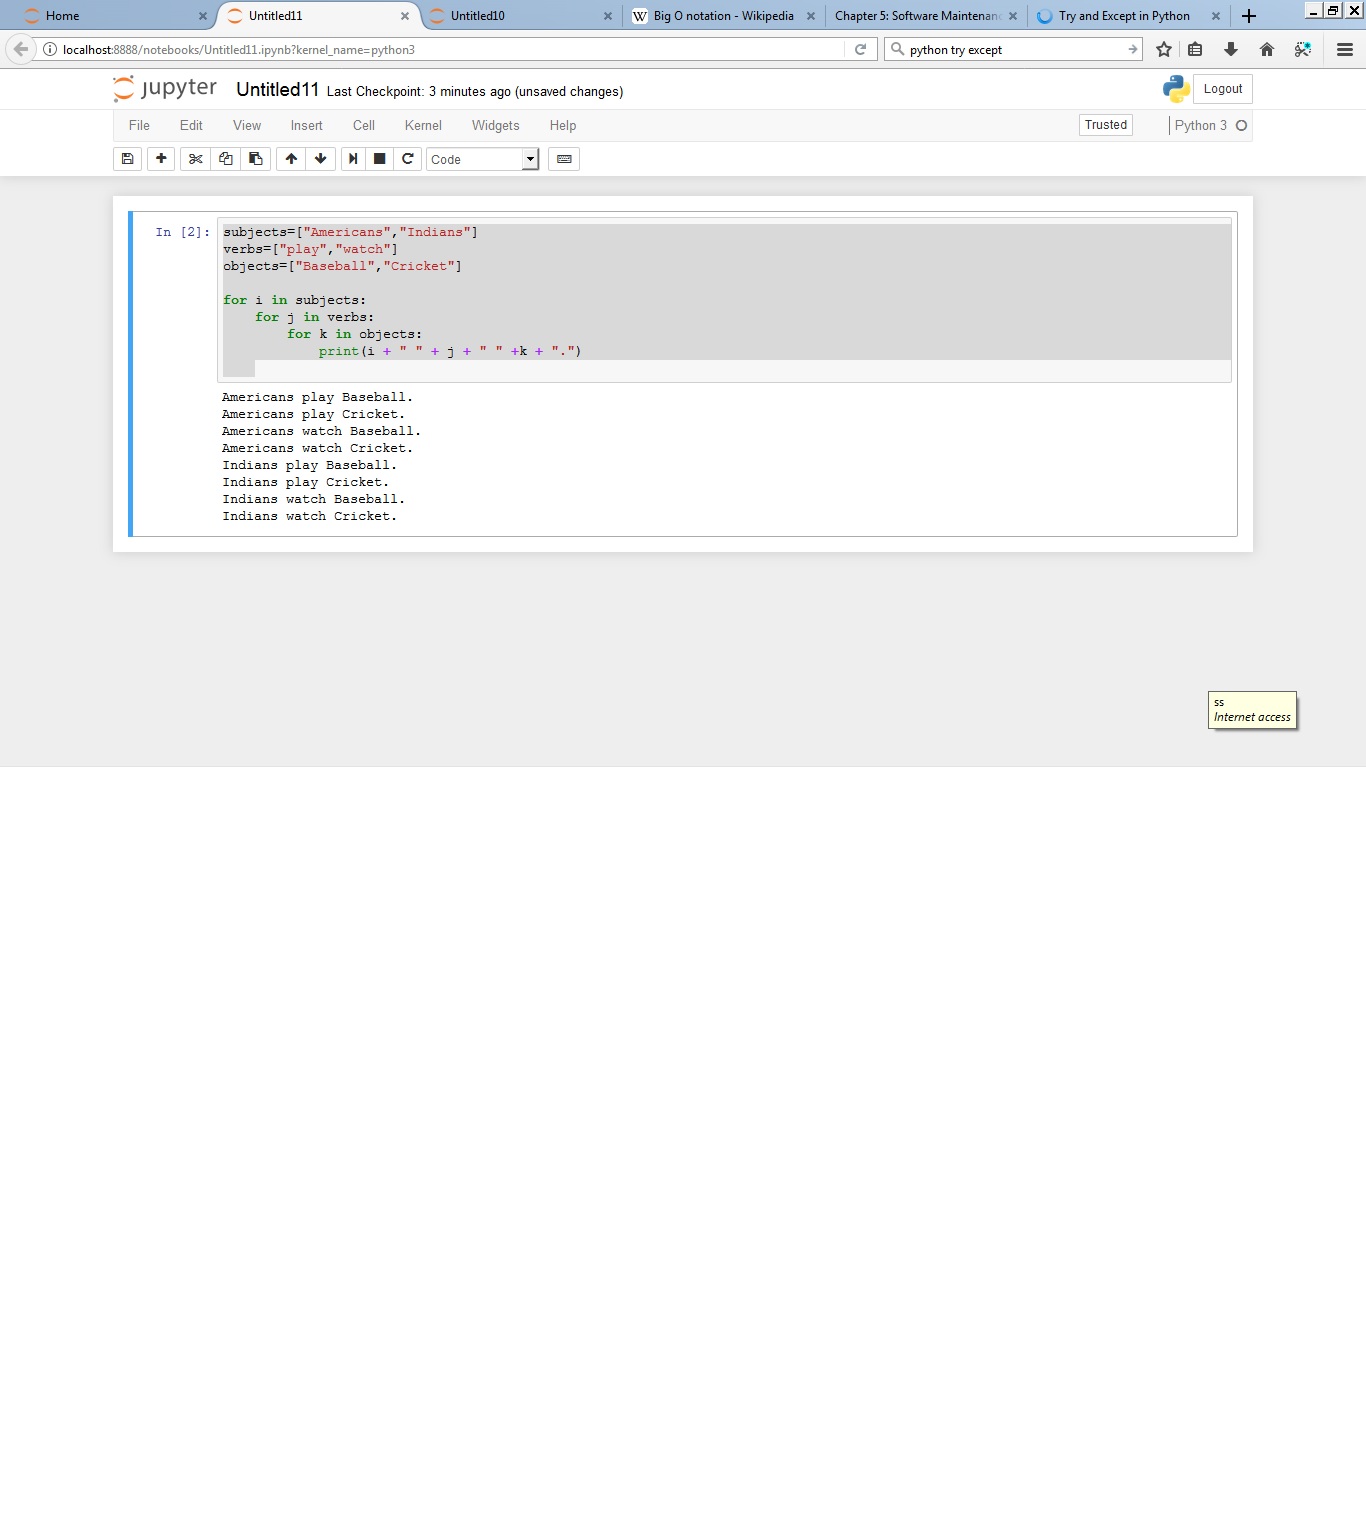 Home
Untitled11
Untitled10
W Big O notation - Wikipedia
Chapter 5: Software Maintenan
Try and Except in Python
localhost:8888/notebooks/Untitled11.ipynb?kernel_name=python3
python try except
jupyter Untitled11 Last Checkpoint: 3 minutes ago (unsaved changes)
Logout
File Edit View Insert Cell Kernel Widgets Help
Trusted
Python 3
Code
In [2]:
subjects=["Americans","Indians"]
verbs=["play","watch"]
objects=["Baseball","Cricket"]

for i in subjects:
    for j in verbs:
        for k in objects:
            print(i + " " + j + " " +k + ".")
Americans play Baseball.
Americans play Cricket.
Americans watch Baseball.
Americans watch Cricket.
Indians play Baseball.
Indians play Cricket.
Indians watch Baseball.
Indians watch Cricket.
ss
Internet access